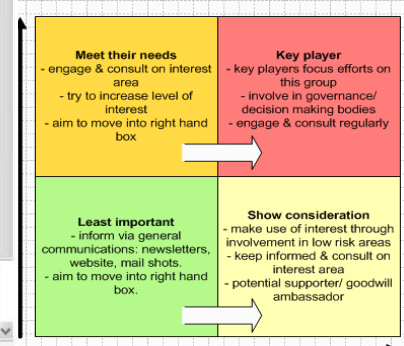 Meet their needs
- engage & consult on interest
area
- try to increase level of
interest
- aim to move into right hand
box
Key player
- key players focus efforts on
this group
- involve in governance/
decision making bodies
- engage & consult regularly
Least important
- inform via general
communications: newsletters,
website, mail shots.
- aim to move into right hand
box.
Show consideration
- make use of interest through
involvement in low risk areas
- keep informed & consult on
interest area
- potential supporter/ goodwill
ambassador